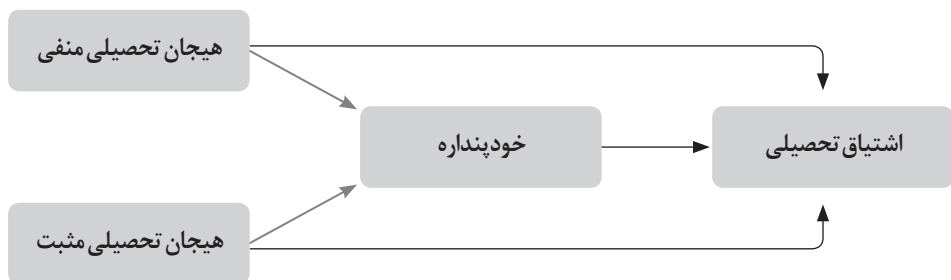 هیجان تحصیلی منفی
خودپنداره
اشتیاق تحصیلی
هیجان تحصیلی مثبت